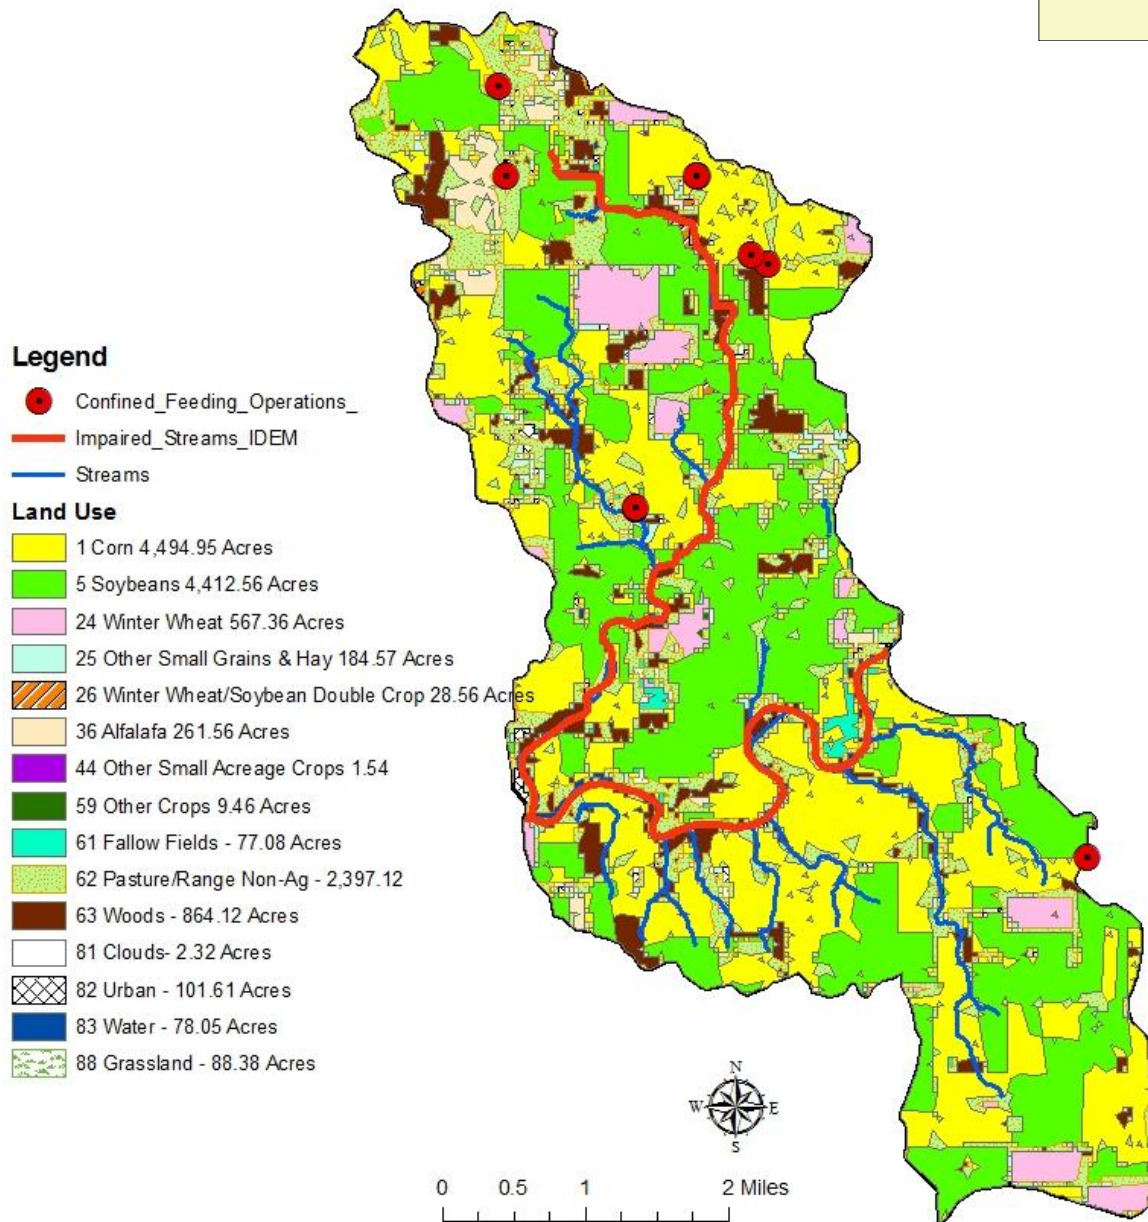 Legend
Confined_Feeding_Operations_
Impaired_Streams_IDEM
Streams
Land Use
1 Corn 4,494.95 Acres
5 Soybeans 4,412.56 Acres
24 Winter Wheat 567.36 Acres
25 Other Small Grains & Hay 184.57 Acres
26 Winter Wheat/Soybean Double Crop 28.56 Acres
36 Alfalafa 261.56 Acres
44 Other Small Acreage Crops 1.54
59 Other Crops 9.46 Acres
61 Fallow Fields - 77.08 Acres
62 Pasture/Range Non-Ag - 2,397.12
63 Woods - 864.12 Acres
81 Clouds- 2.32 Acres
82 Urban - 101.61 Acres
83 Water - 78.05 Acres
88 Grassland - 88.38 Acres
N
W E
S
0 0.5 1 2 Miles